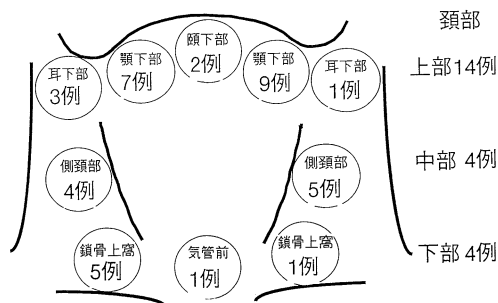 頚部
頤下部
2例
顎下部
7例
顎下部
9例
耳下部
3例
耳下部
1例
上部14例
側頚部
4例
側頚部
5例
中部 4例
鎖骨上窩
5例
気管前
1例
鎖骨上窩
1例
下部 4例